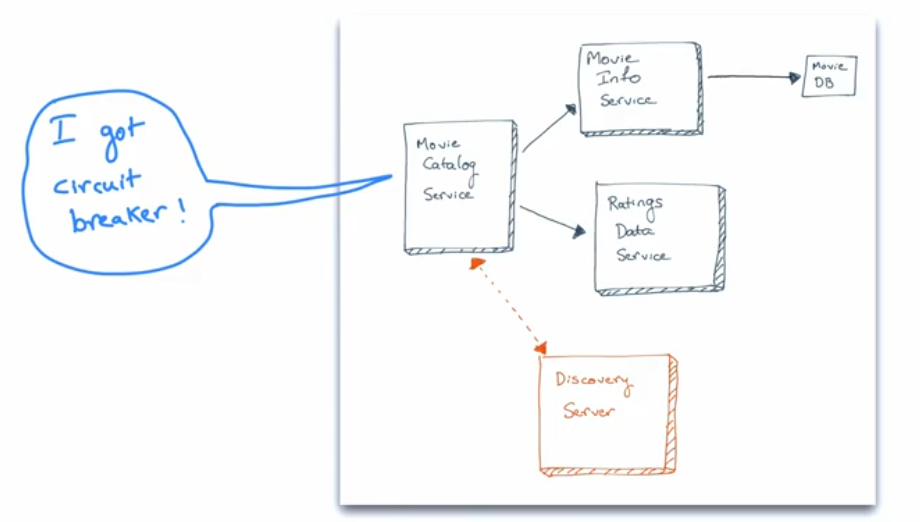 I got
circuit
breaker!
Movie
Catalog
Service
Movie
Info
Service
Movie
DB
Ratings
Data
Service
Discovery
Server